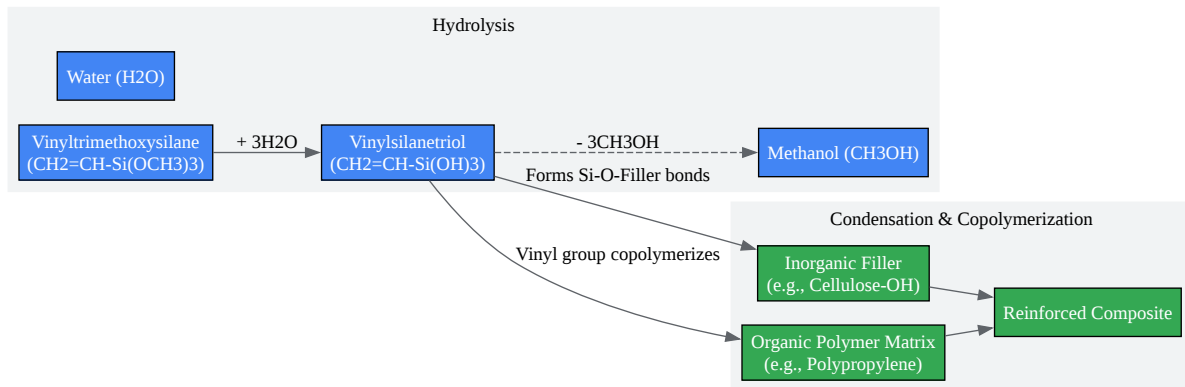 Hydrolysis
Water (H2O)
Vinyltrimethoxysilane
(CH2=CH-Si(OCH3)3)
+ 3H2O
Vinylsilanetriol
(CH2=CH-Si(OH)3)
- 3CH3OH
Methanol (CH3OH)
Forms Si-O-Filler bonds
Vinyl group copolymerizes
Condensation & Copolymerization
Inorganic Filler
(e.g., Cellulose-OH)
Organic Polymer Matrix
(e.g., Polypropylene)
Reinforced Composite